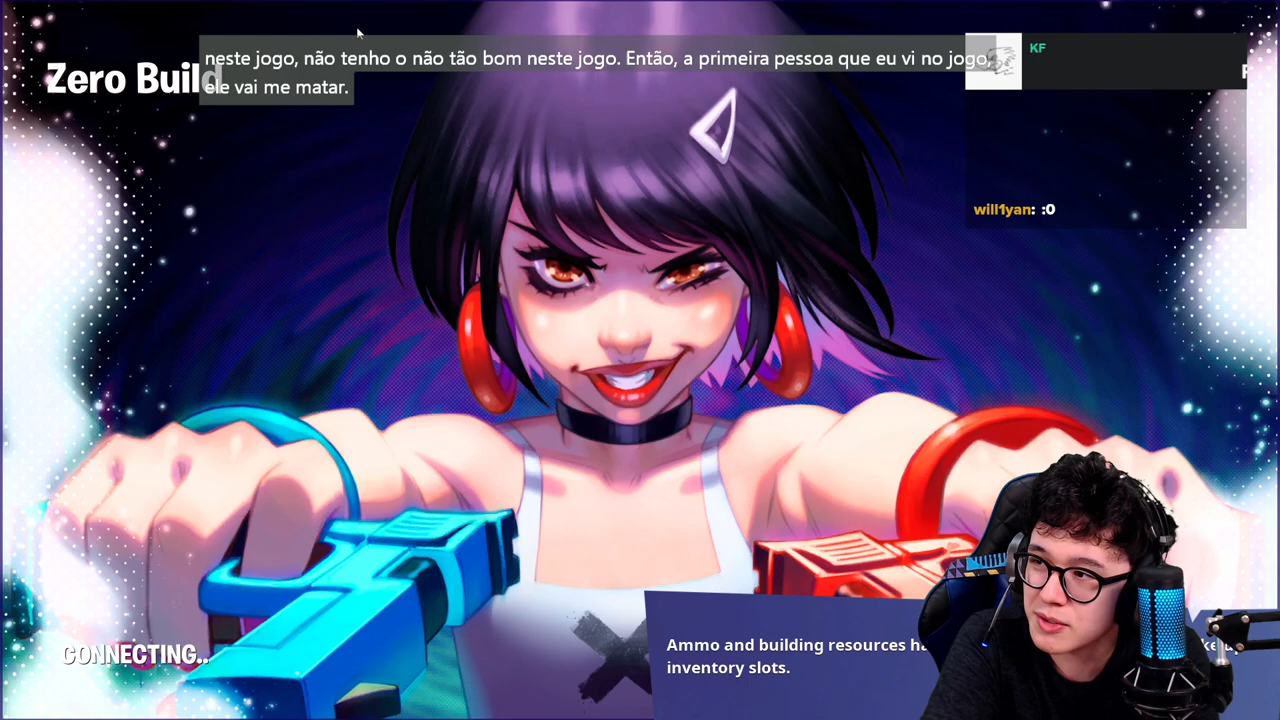 neste jogo, não tenho o não tão bom neste jogo. Então, a primeira pessoa que eu vi no jogo,
ele vai me matar.
Zero Build
KF
will1yan: :0
CONNECTING..
Ammo and building resources
inventory slots.